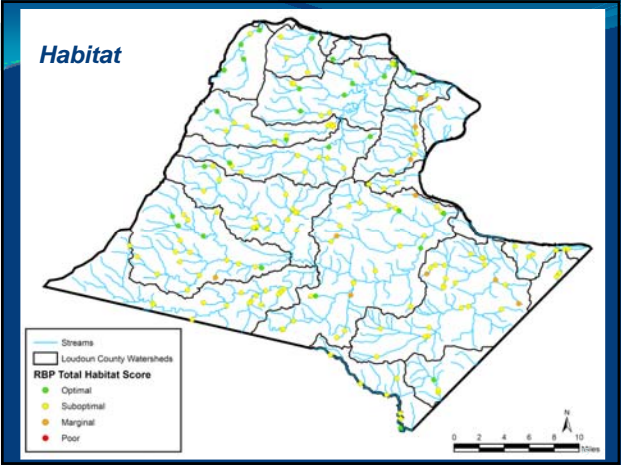 Habitat
Streams
Loudoun County Watersheds
RBP Total Habitat Score
Optimal
Suboptimal
Marginal
Poor
N
0 2 4 6 8 10
Miles